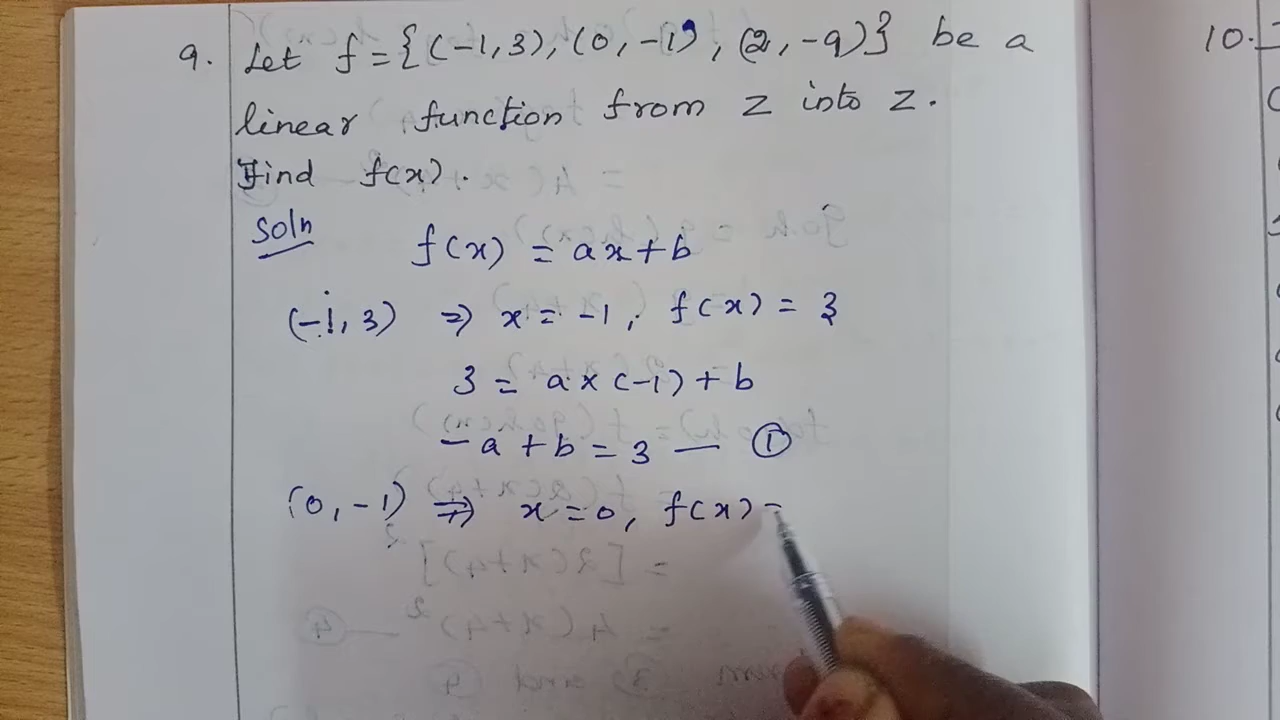 9. Let f={(-1,3),(0,-1),(2,-9)} be a
linear function from Z into Z.
Find f(x).
Soln
f(x) = ax+b
(-1,3) ⇒ x = -1, f(x) = 3
3 = a×(-1)+b
-a+b=3 — ①
(0,-1) ⇒ x=0, f(x)=
10.